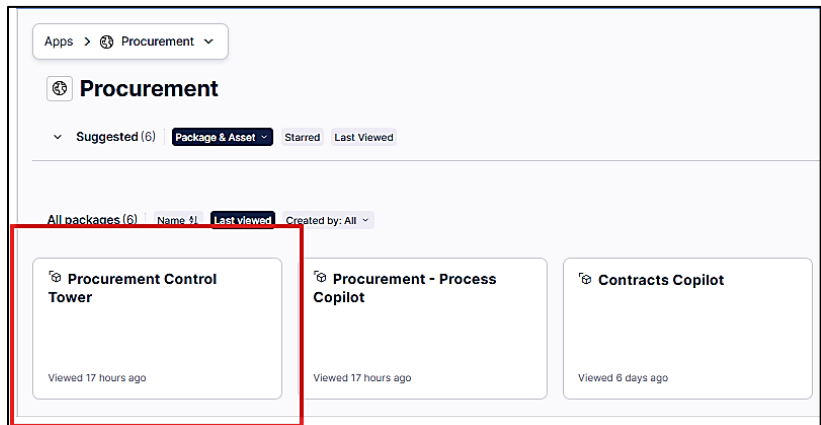 Apps > Procurement
Procurement
Suggested (6) Package & Asset Starred Last Viewed
All packages (6) Name Last viewed Created by: All
Procurement Control
Tower
Viewed 17 hours ago
Procurement - Process
Copilot
Viewed 17 hours ago
Contracts Copilot
Viewed 6 days ago